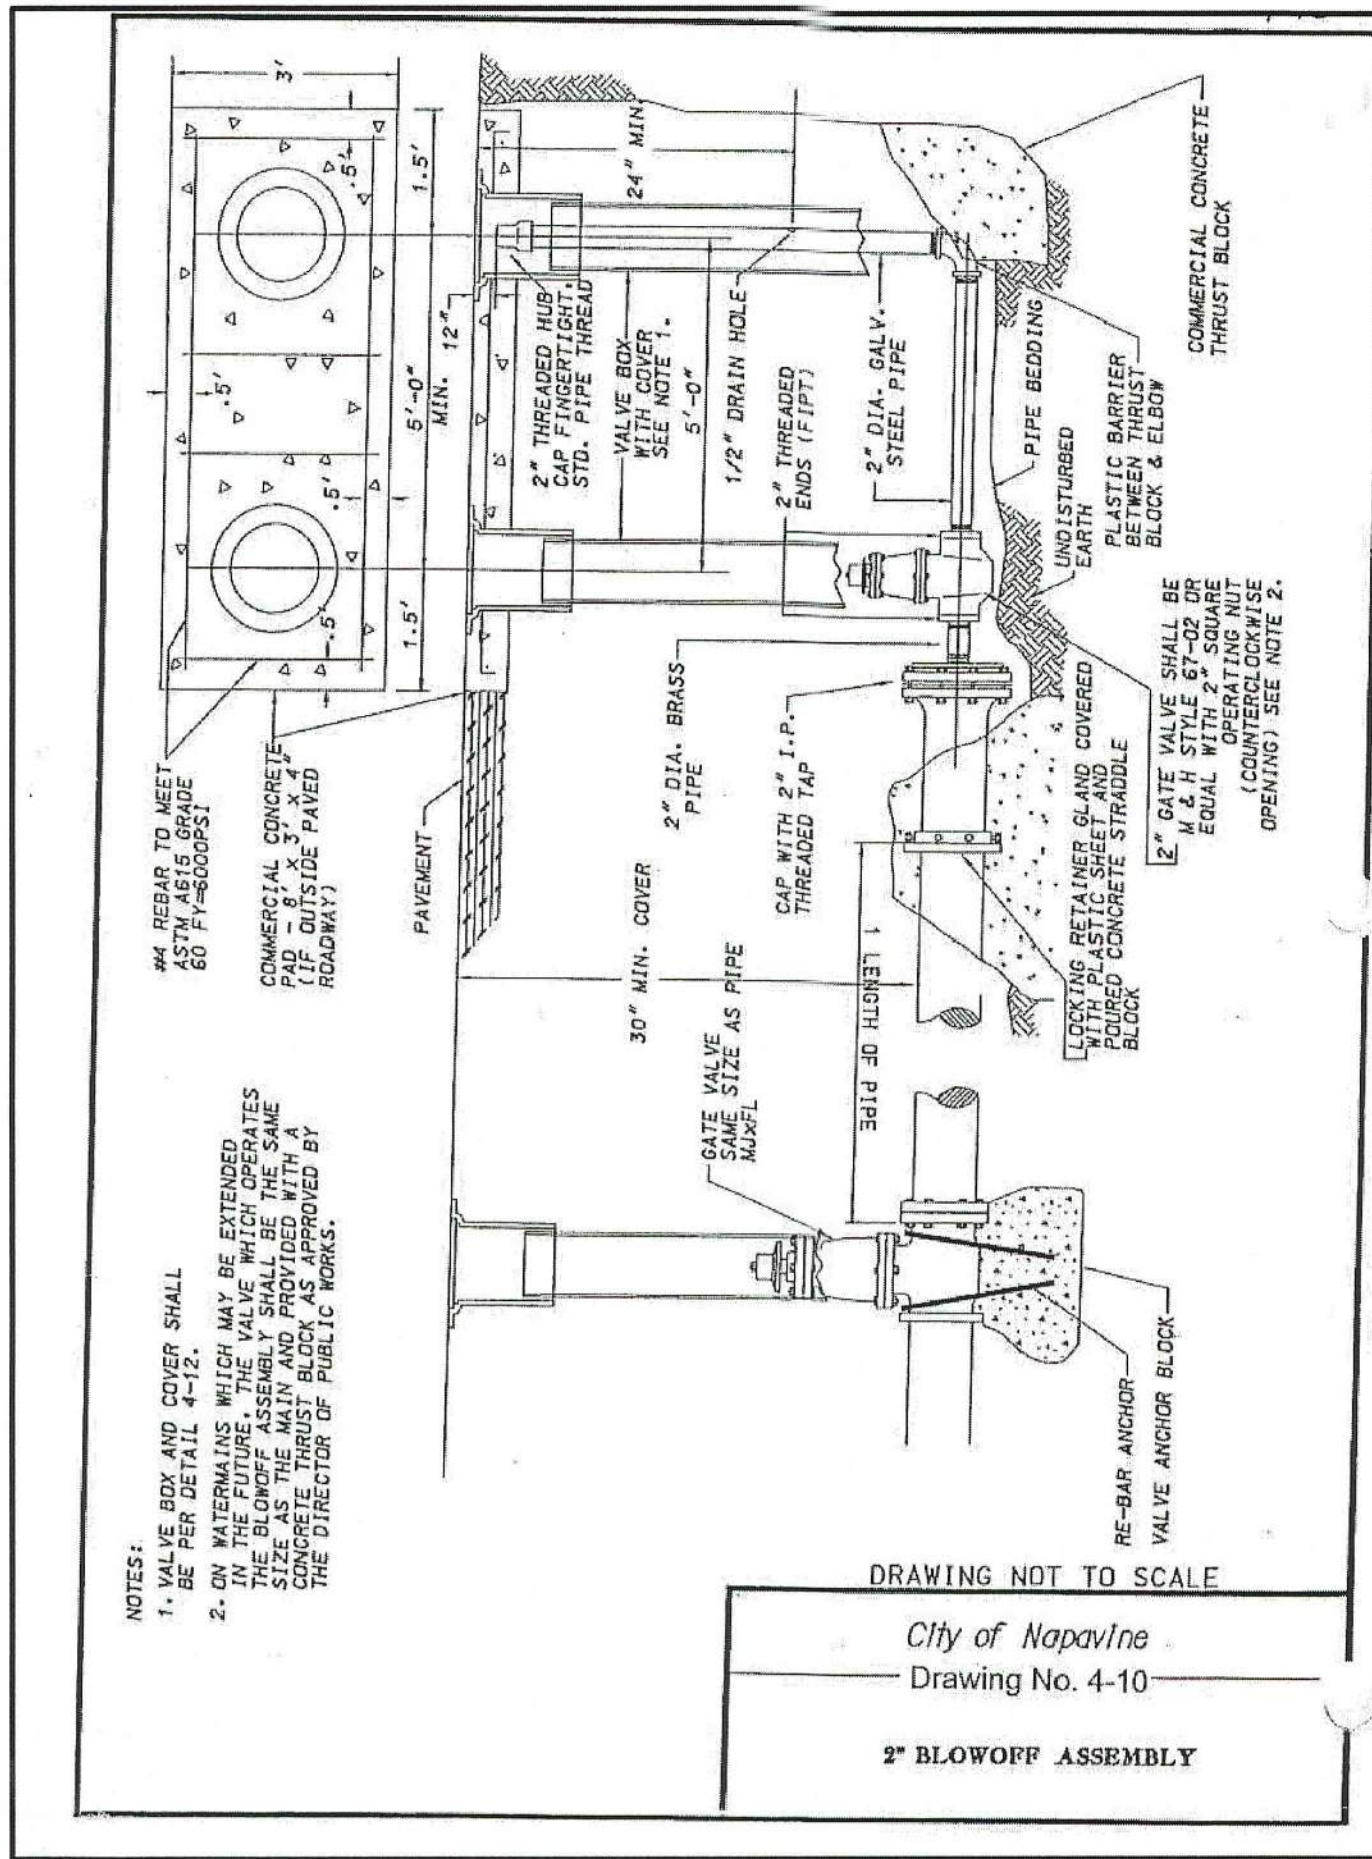 NOTES:
1. VALVE BOX AND COVER SHALL
BE PER DETAIL 4-12.
2. ON WATERMAINS WHICH MAY BE EXTENDED
IN THE FUTURE, THE VALVE WHICH OPERATES
THE BLOWOFF ASSEMBLY SHALL BE THE SAME
SIZE AS THE MAIN AND PROVIDED WITH A
CONCRETE THRUST BLOCK AS APPROVED BY
THE DIRECTOR OF PUBLIC WORKS.
#4 REBAR TO MEET
ASTM A615 GRADE
60 FY=6000PSI
COMMERCIAL CONCRETE
PAD - 8' X 3' X 4"
(IF OUTSIDE PAVED
ROADWAY)
PAVEMENT
3'
.5'
.5'
.5'
.5'
1.5'
5'-0"
1.5'
MIN. 12"
24" MIN.
2" THREADED HUB
CAP FINGERTIGHT.
STD. PIPE THREAD
VALVE BOX
WITH COVER
SEE NOTE 1.
5'-0"
1/2" DRAIN HOLE
2" THREADED
ENDS (FIPT)
2" DIA. GALV.
STEEL PIPE
PIPE BEDDING
UNDISTURBED
EARTH
PLASTIC BARRIER
BETWEEN THRUST
BLOCK & ELBOW
COMMERCIAL CONCRETE
THRUST BLOCK
2" DIA. BRASS
PIPE
CAP WITH 2" I.P.
THREADED TAP
30" MIN. COVER
GATE VALVE
SAME SIZE AS PIPE
MJxFL
1 LENGTH OF PIPE
LOCKING RETAINER GLAND COVERED
WITH PLASTIC SHEET AND
POURED CONCRETE STRADDLE
BLOCK
2" GATE VALVE SHALL BE
M & H STYLE 67-02 OR
EQUAL WITH 2" SQUARE
OPERATING NUT
(COUNTERCLOCKWISE
OPENING) SEE NOTE 2.
RE-BAR ANCHOR
VALVE ANCHOR BLOCK
DRAWING NOT TO SCALE
City of Napavine
Drawing No. 4-10
2" BLOWOFF ASSEMBLY